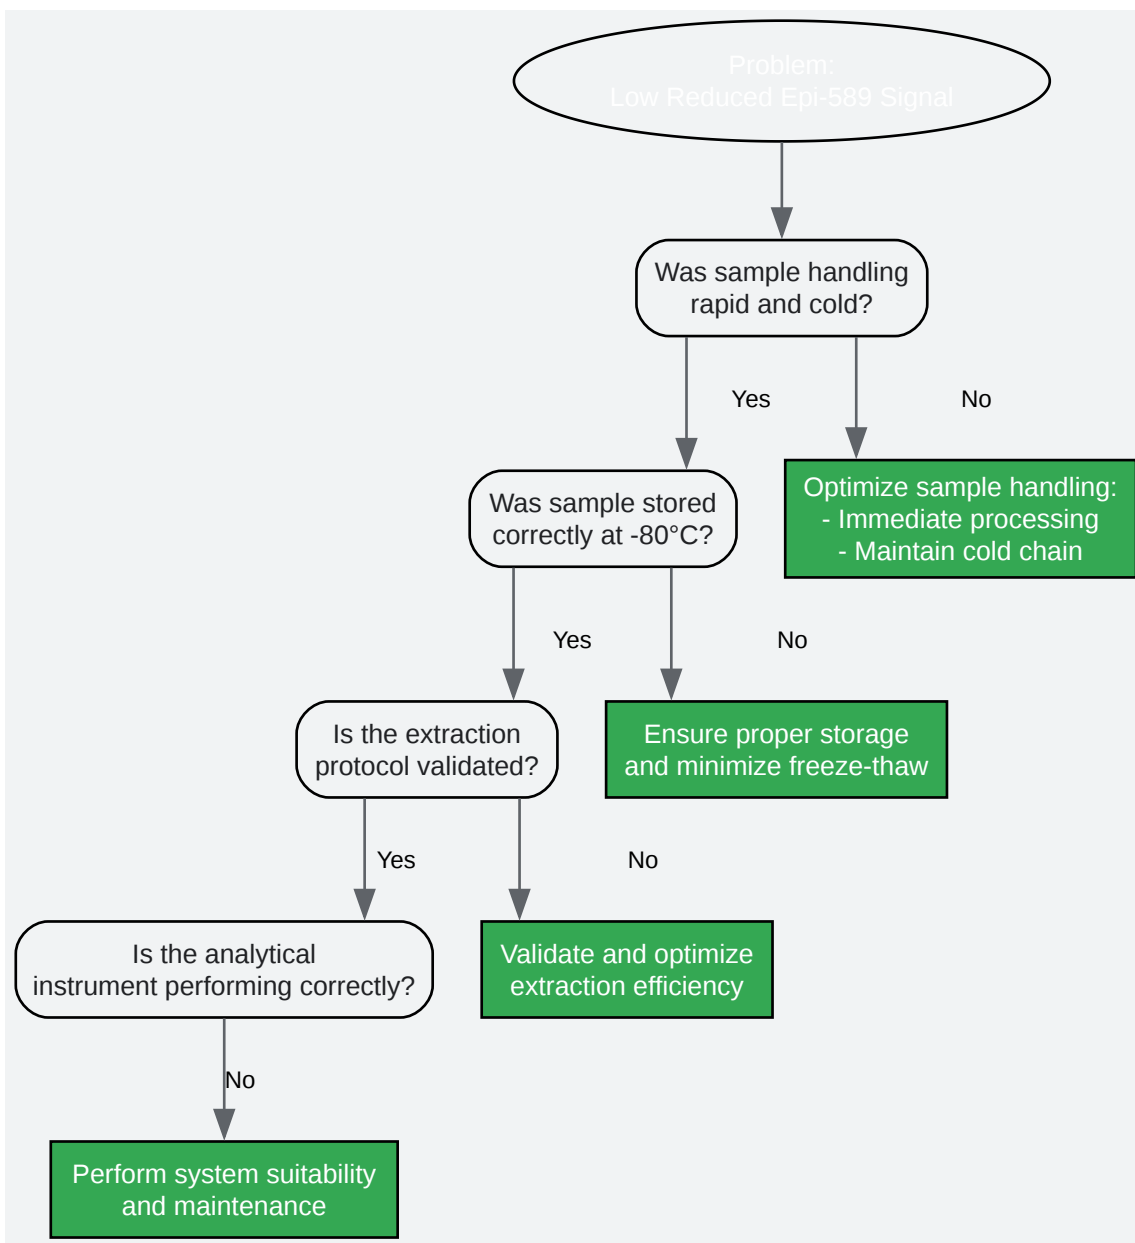 Problem:
Low Reduced Epi-589 Signal
Was sample handling
rapid and cold?
Yes
No
Was sample stored
correctly at -80°C?
Optimize sample handling:
- Immediate processing
- Maintain cold chain
Yes
No
Is the extraction
protocol validated?
Ensure proper storage
and minimize freeze-thaw
Yes
No
Is the analytical
instrument performing correctly?
Validate and optimize
extraction efficiency
No
Perform system suitability
and maintenance